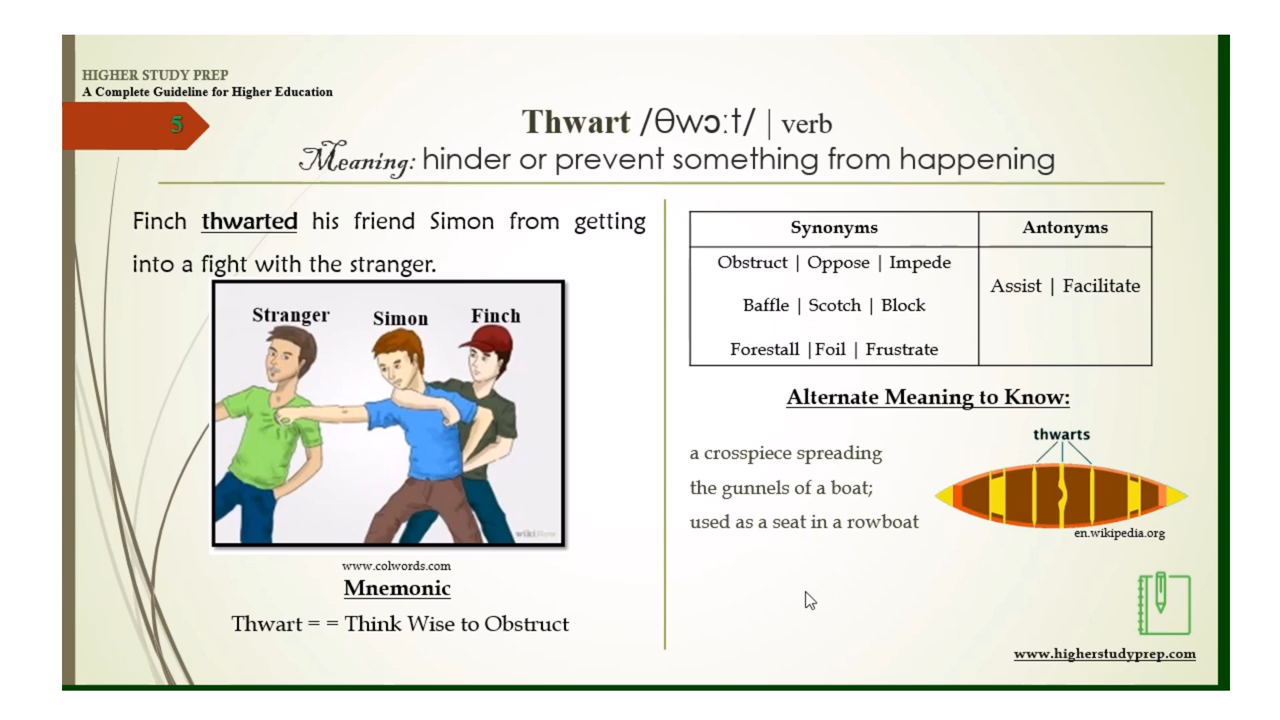 HIGHER STUDY PREP
A Complete Guideline for Higher Education
5
Thwart /θwɔːt/ | verb
Meaning: hinder or prevent something from happening
Finch thwarted his friend Simon from getting
into a fight with the stranger.
Stranger
Simon
Finch
wikiHow
www.colwords.com
Mnemonic
Thwart = = Think Wise to Obstruct
Synonyms
Antonyms
Obstruct | Oppose | Impede
Baffle | Scotch | Block
Forestall |Foil | Frustrate
Assist | Facilitate
Alternate Meaning to Know:
a crosspiece spreading
the gunnels of a boat;
used as a seat in a rowboat
thwarts
en.wikipedia.org
www.higherstudyprep.com